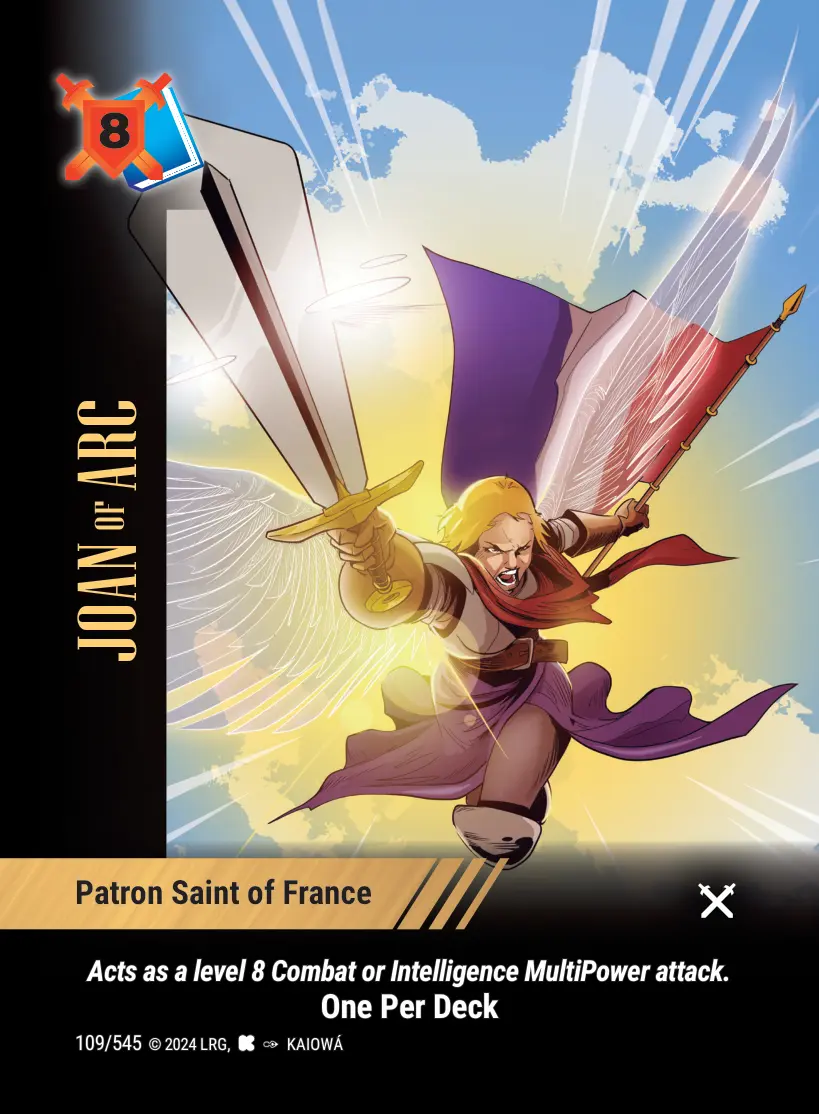 8
JOAN OF ARC
Patron Saint of France
Acts as a level 8 Combat or Intelligence MultiPower attack.
One Per Deck
109/545 © 2024 LRG, KAIOWÁ